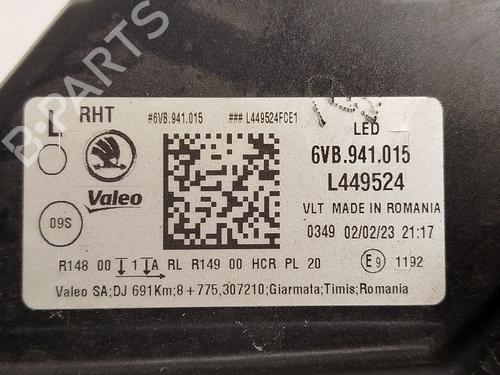 L RHT #6VB.941.015 ### L449524FCE1
LED
6VB.941.015
L449524
Valeo
VLT MADE IN ROMANIA
09S
0349 02/02/23 21:17
R148 00 1 A RL R149 00 HCR PL 20 E9 1192
Valeo SA;DJ 691Km;8+775,307210;Giarmata;Timis;Romania
B-PARTS